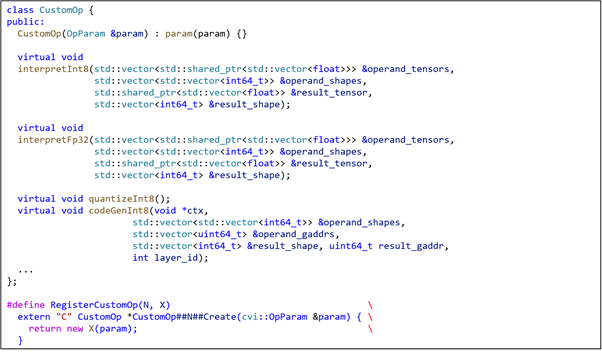 class CustomOp {
public:
  CustomOp(OpParam &param) : param(param) {}

  virtual void
  interpretInt8(std::vector<std::shared_ptr<std::vector<float>>> &operand_tensors,
                std::vector<std::vector<int64_t>> &operand_shapes,
                std::shared_ptr<std::vector<float>> &result_tensor,
                std::vector<int64_t> &result_shape);

  virtual void
  interpretFp32(std::vector<std::shared_ptr<std::vector<float>>> &operand_tensors,
                std::vector<std::vector<int64_t>> &operand_shapes,
                std::shared_ptr<std::vector<float>> &result_tensor,
                std::vector<int64_t> &result_shape);

  virtual void quantizeInt8();
  virtual void codeGenInt8(void *ctx,
                           std::vector<std::vector<int64_t>> &operand_shapes,
                           std::vector<uint64_t> &operand_gaddrs,
                           std::vector<int64_t> &result_shape, uint64_t result_gaddr,
                           int layer_id);
  ...
};

#define RegisterCustomOp(N, X) \
  extern "C" CustomOp *CustomOp##N##Create(cvi::OpParam &param) { \
    return new X(param); \
  }